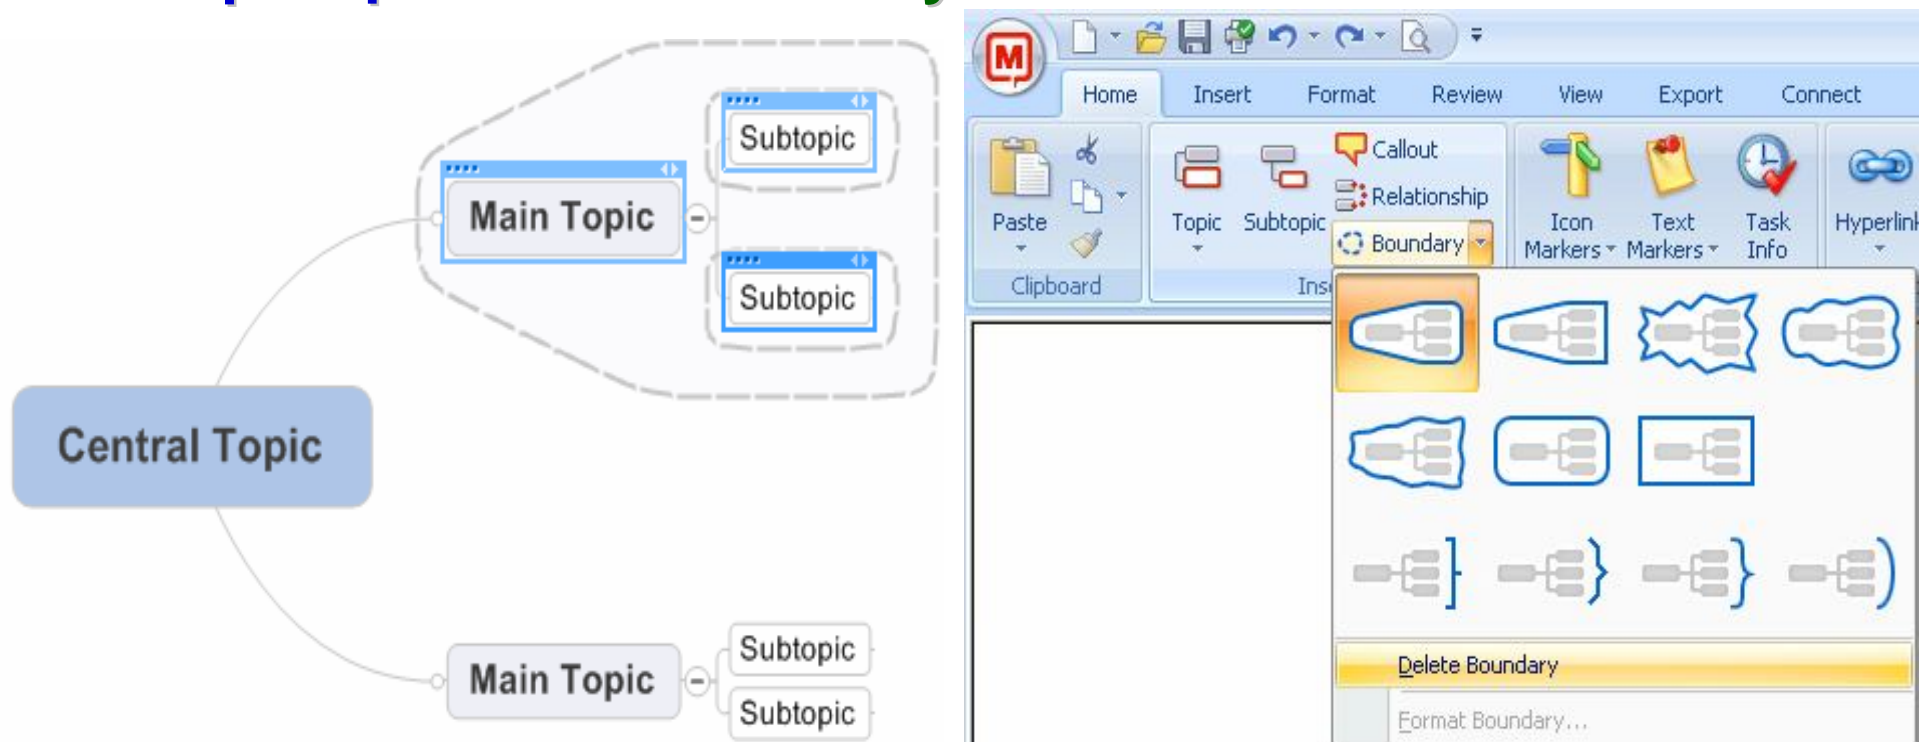 Subtopic
Main Topic
Subtopic
Central Topic
Subtopic
Main Topic
Subtopic
M
Home Insert Format Review View Export Connect
Callout
Relationship
Paste Topic Subtopic Icon Text Task
Boundary Markers Markers Info
Clipboard
Delete Boundary
Format Boundary...